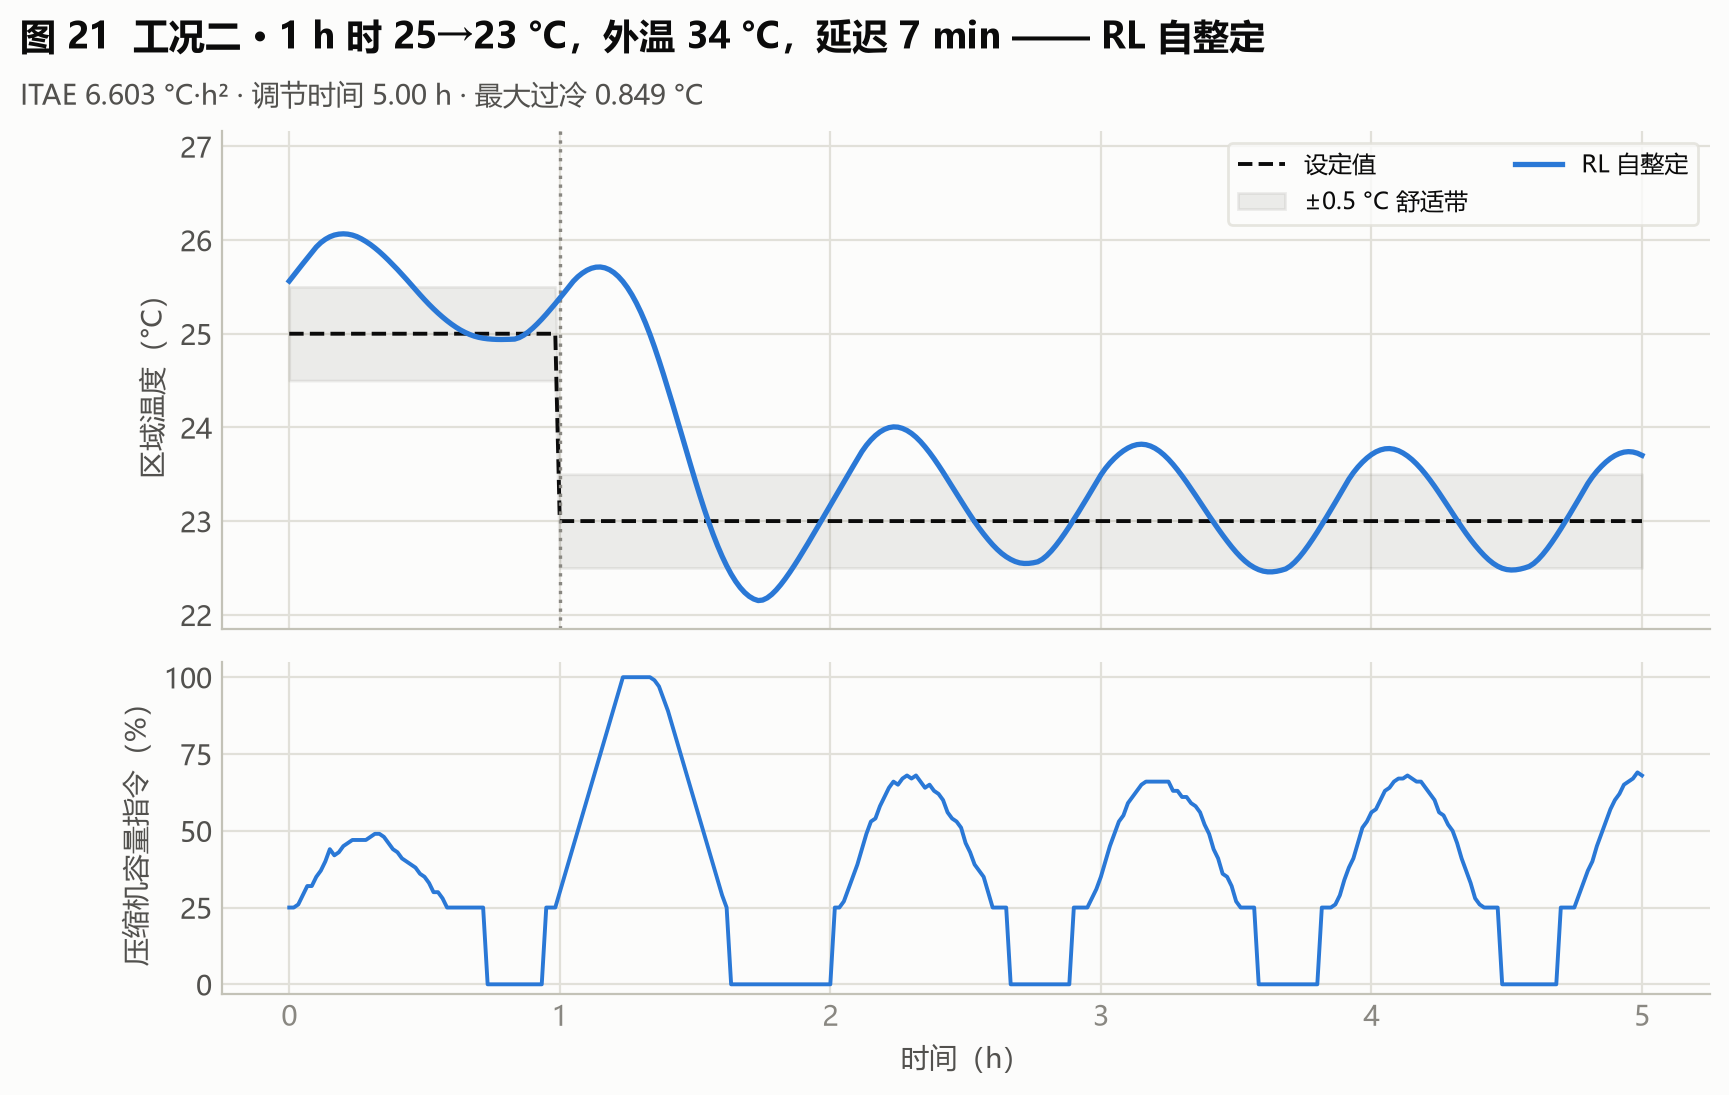 图 21 工况二 • 1 h 时 25→23 °C，外温 34 °C，延迟 7 min —— RL 自整定
ITAE 6.603 °C·h² · 调节时间 5.00 h · 最大过冷 0.849 °C
设定值
RL 自整定
±0.5 °C 舒适带
区域温度（°C）
27
26
25
24
23
22
压缩机容量指令（%）
100
75
50
25
0
0 1 2 3 4 5
时间（h）